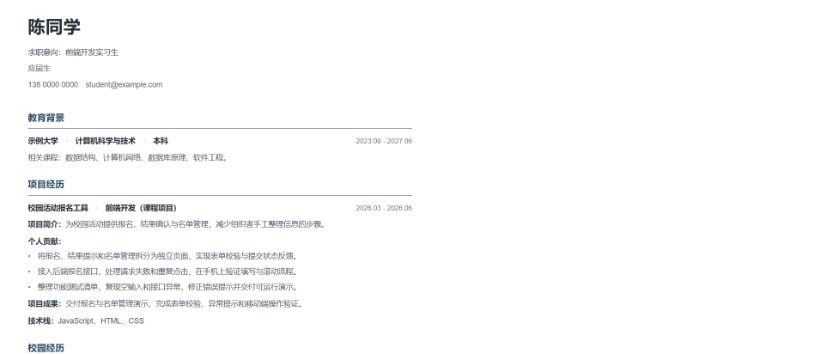 陈同学
求职意向：前端开发实习生
应届生
138 0000 0000 student@example.com
教育背景
示例大学 · 计算机科学与技术 · 本科 2023.09 - 2027.06
相关课程：数据结构、计算机网络、数据库原理、软件工程。
项目经历
校园活动报名工具 · 前端开发（课程项目） 2026.03 - 2026.06
项目简介：为校园活动提供报名、结果确认与名单管理，减少组织者手工整理信息的步骤。
个人贡献：
• 将报名、结果提示和名单管理拆分为独立页面，实现表单校验与提交状态反馈。
• 接入后端报名接口，处理请求失败和重复点击，在手机上验证填写与滚动流程。
• 整理功能测试清单，复现空输入和接口异常，修正错误提示并交付可运行演示。
项目成果：交付报名与名单管理演示，完成表单校验、异常提示和移动端操作验证。
技术栈：JavaScript、HTML、CSS
校园经历